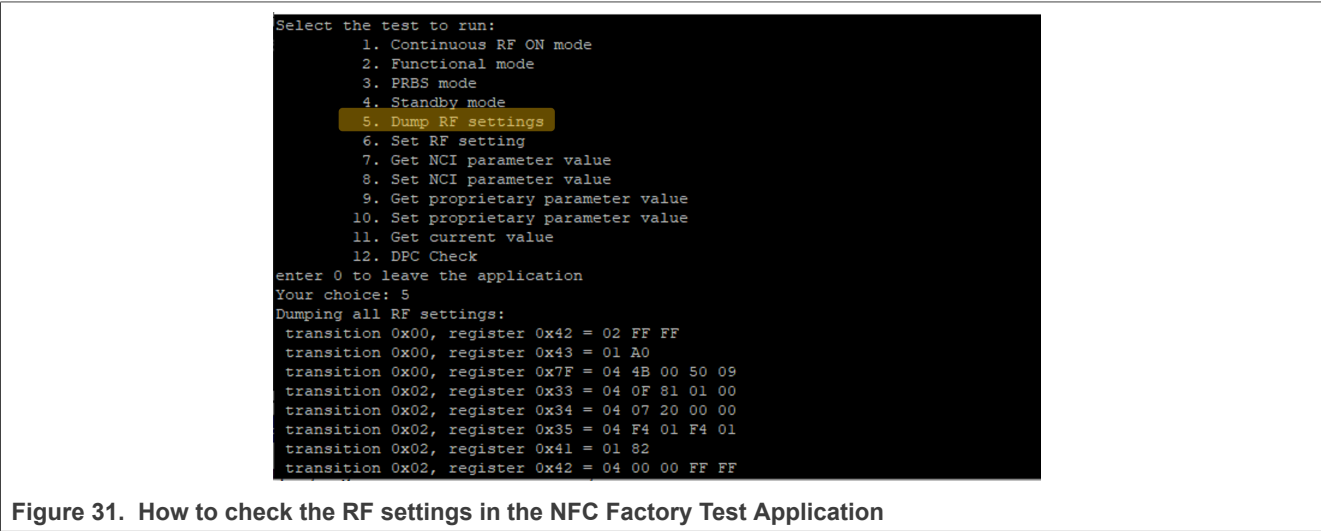 Select the test to run:
1. Continuous RF ON mode
2. Functional mode
3. PRBS mode
4. Standby mode
5. Dump RF settings
6. Set RF setting
7. Get NCI parameter value
8. Set NCI parameter value
9. Get proprietary parameter value
10. Set proprietary parameter value
11. Get current value
12. DPC Check
enter 0 to leave the application
Your choice: 5
Dumping all RF settings:
transition 0x00, register 0x42 = 02 FF FF
transition 0x00, register 0x43 = 01 A0
transition 0x00, register 0x7F = 04 4B 00 50 09
transition 0x02, register 0x33 = 04 0F 81 01 00
transition 0x02, register 0x34 = 04 07 20 00 00
transition 0x02, register 0x35 = 04 F4 01 F4 01
transition 0x02, register 0x41 = 01 82
transition 0x02, register 0x42 = 04 00 00 FF FF
Figure 31. How to check the RF settings in the NFC Factory Test Application